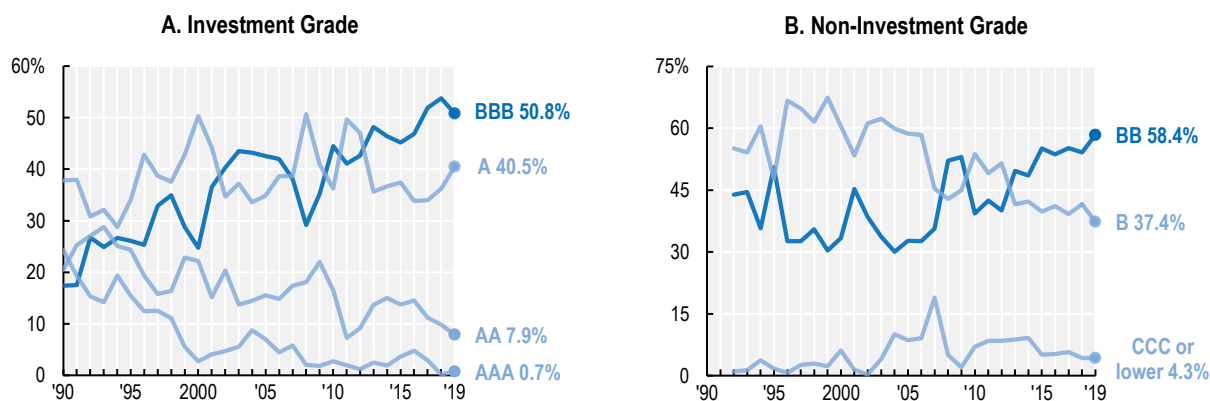 A. Investment Grade
60%
50
40
30
20
10
0
'90
'95
2000
'05
'10
'15
'19
BBB 50.8%
A 40.5%
AA 7.9%
AAA 0.7%
B. Non-Investment Grade
75%
60
45
30
15
0
'90
'95
2000
'05
'10
'15
'19
BB 58.4%
B 37.4%
CCC or
lower 4.3%